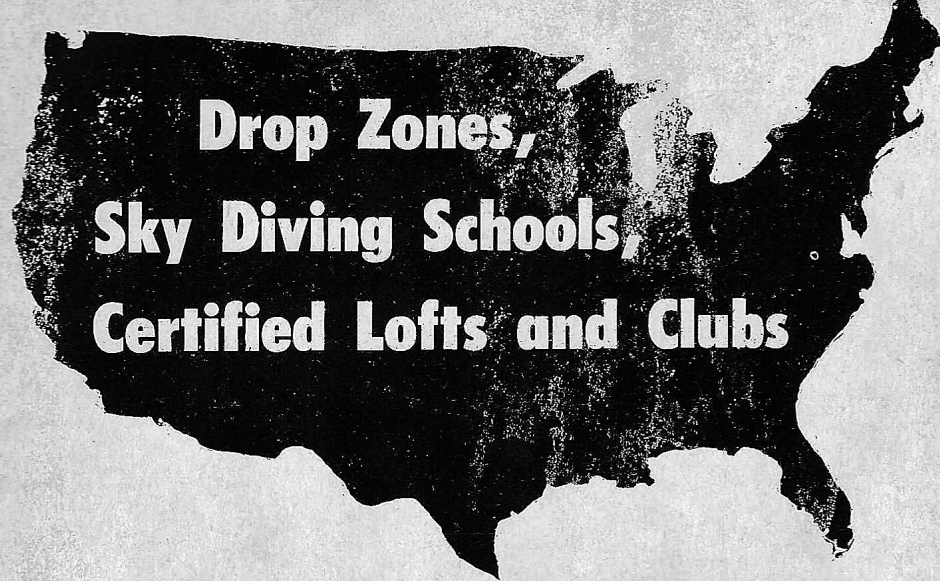 Drop Zones,
Sky Diving Schools,
Certified Lofts and Clubs